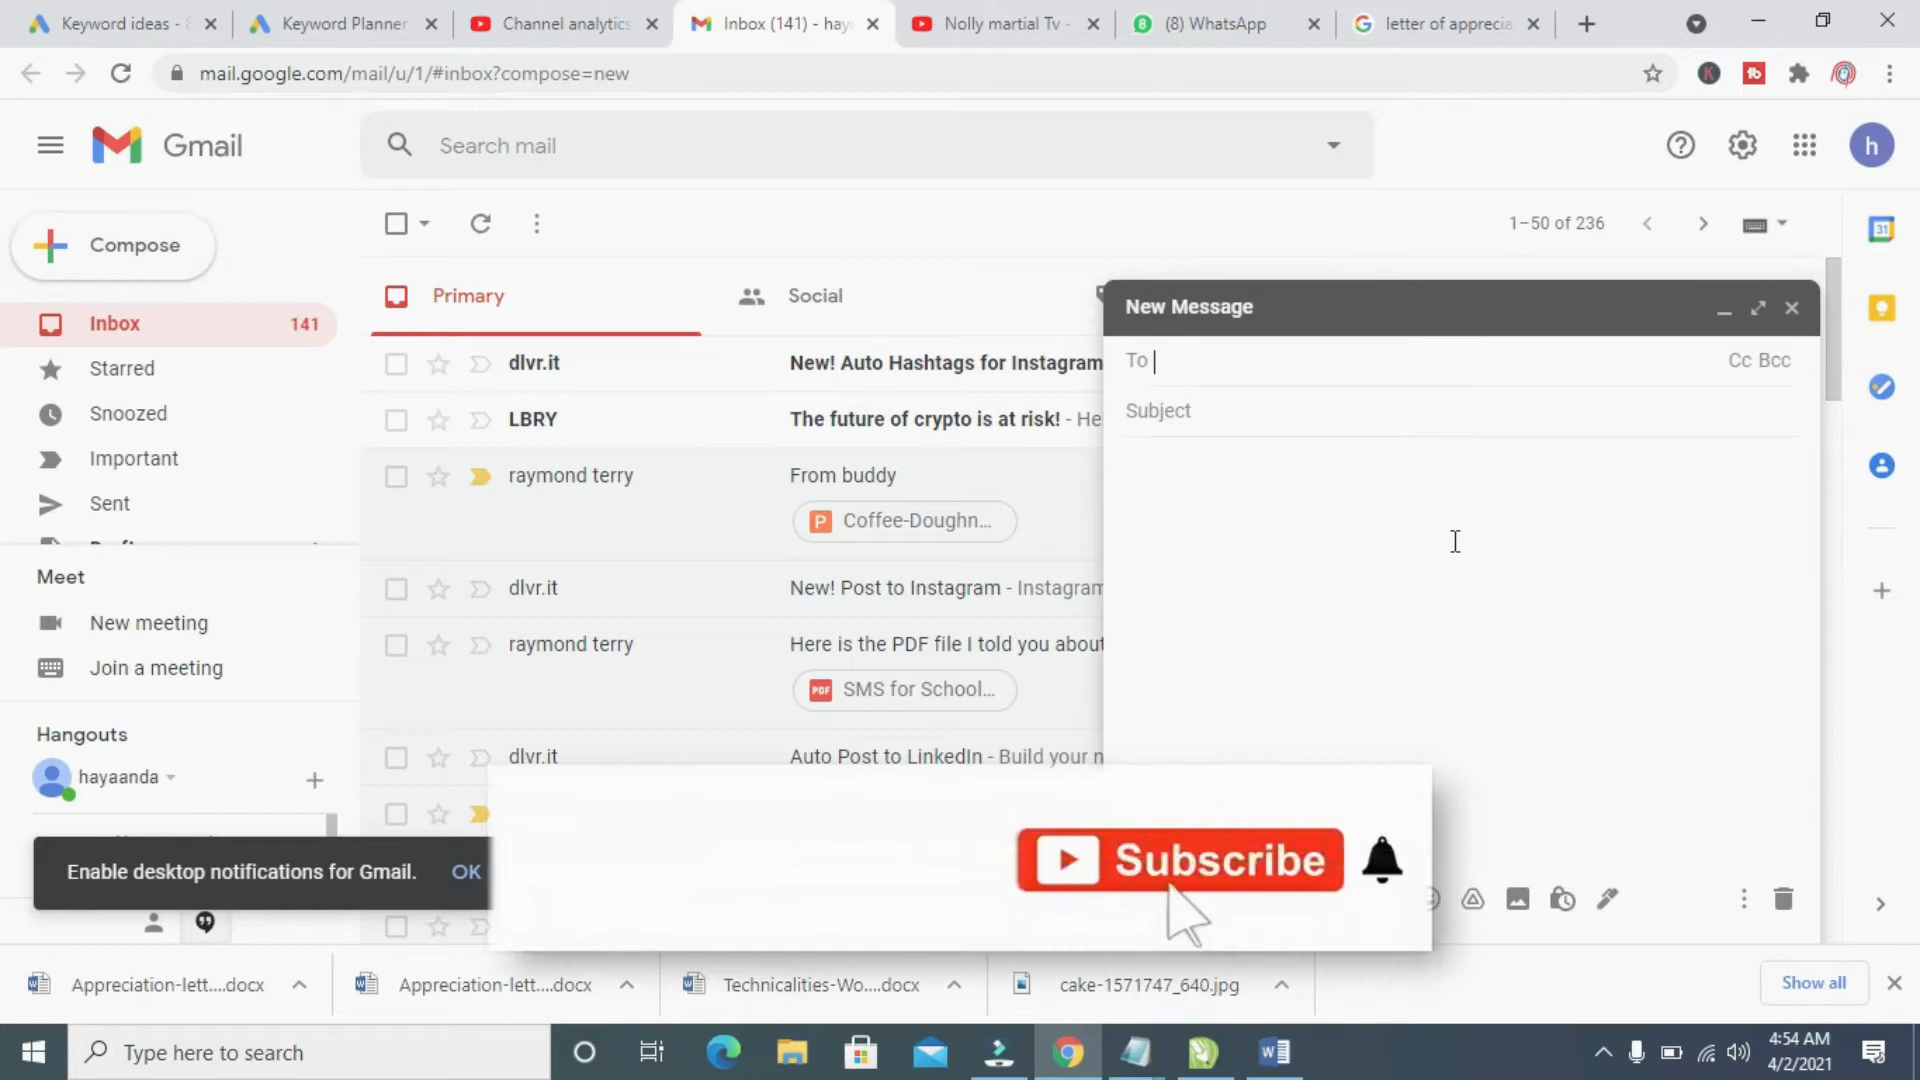 Keyword ideas - 8
Keyword Planner
Channel analytics
Inbox (141) - haya
Nolly martial Tv -
(8) WhatsApp
letter of apprecia
mail.google.com/mail/u/1/#inbox?compose=new
Gmail
Search mail
h
Compose
1–50 of 236
31
Primary
Social
New Message
Inbox 141
To
Cc Bcc
Starred
dlvr.it
New! Auto Hashtags for Instagram
Subject
Snoozed
LBRY
The future of crypto is at risk! - He
Important
raymond terry
From buddy
Sent
P Coffee-Doughn...
Meet
New meeting
dlvr.it
New! Post to Instagram - Instagram
Join a meeting
raymond terry
Here is the PDF file I told you about
PDF SMS for School...
Hangouts
hayaanda
dlvr.it
Auto Post to LinkedIn - Build your n
Enable desktop notifications for Gmail. OK
Subscribe
Appreciation-lett....docx
Appreciation-lett....docx
Technicalities-Wo....docx
cake-1571747_640.jpg
Show all
Type here to search
4:54 AM
4/2/2021